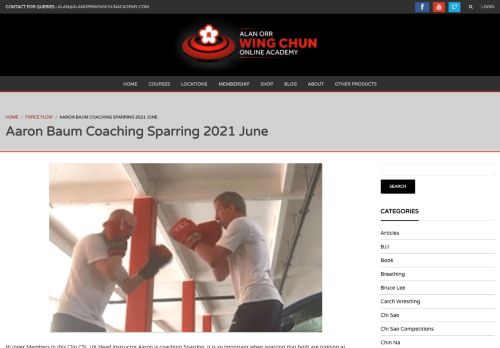 CONTACT FOR QUERIES : ALAN@ALANORRWINGCHUNACADEMY.COM
LOGIN
ALAN ORR
WING CHUN
ONLINE ACADEMY
HOME COURSES LOCATIONS MEMBERSHIP SHOP BLOG ABOUT OTHER PRODUCTS
HOME / FORCE FLOW / AARON BAUM COACHING SPARRING 2021 JUNE
Aaron Baum Coaching Sparring 2021 June
SEARCH
CATEGORIES
Articles
BJJ
Book
Breathing
Bruce Lee
Catch Wrestling
Chi Sao
Chi Sao Competitions
Chin Na
Hi Inner Members In this Clip CSL UK Head Instructor Aaron is coaching Sparring. It is so important when sparring that both are training at